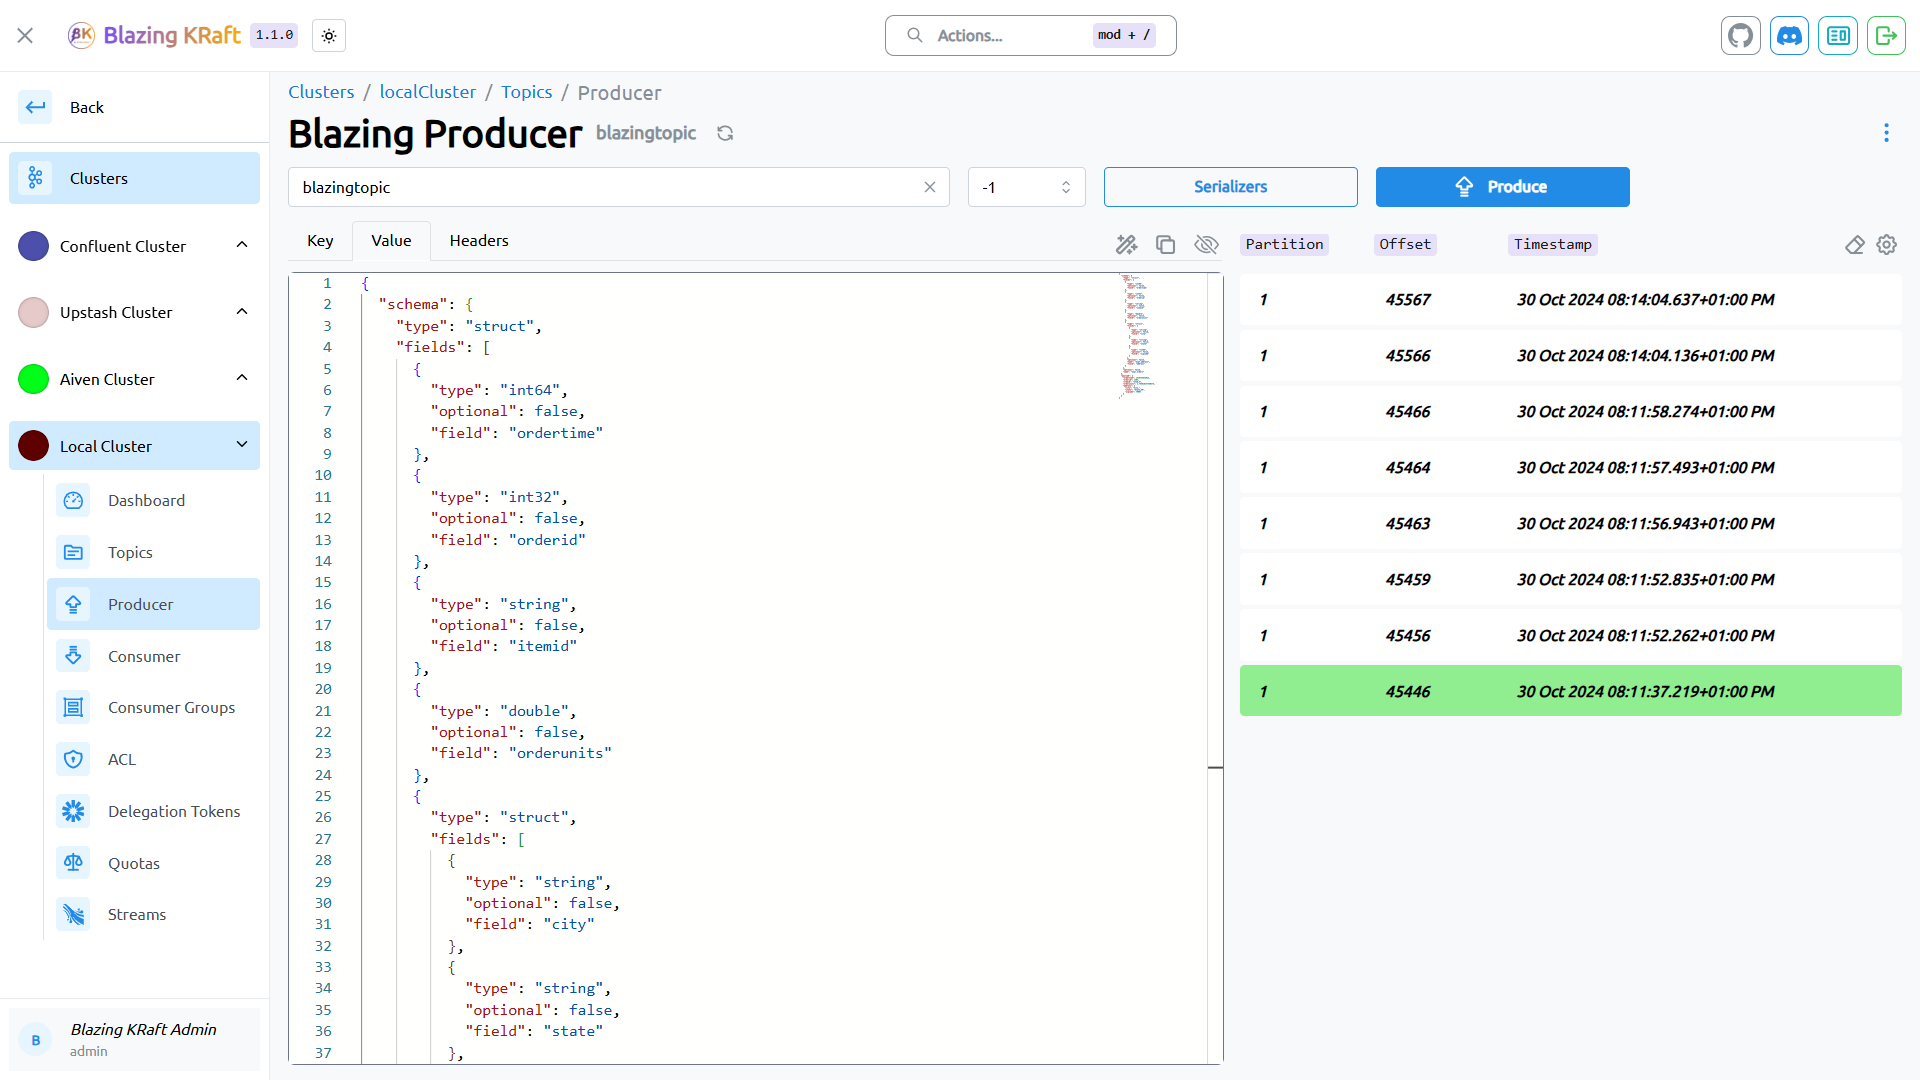 BK Blazing KRaft 1.1.0
Actions... mod + /
Back
Clusters
Confluent Cluster
Upstash Cluster
Aiven Cluster
Local Cluster
Dashboard
Topics
Producer
Consumer
Consumer Groups
ACL
Delegation Tokens
Quotas
Streams
B
Blazing KRaft Admin
admin
Clusters / localCluster / Topics / Producer
Blazing Producer blazingtopic
blazingtopic -1 Serializers Produce
Key Value Headers
1 {
2 "schema": {
3 "type": "struct",
4 "fields": [
5 {
6 "type": "int64",
7 "optional": false,
8 "field": "ordertime"
9 },
10 {
11 "type": "int32",
12 "optional": false,
13 "field": "orderid"
14 },
15 {
16 "type": "string",
17 "optional": false,
18 "field": "itemid"
19 },
20 {
21 "type": "double",
22 "optional": false,
23 "field": "orderunits"
24 },
25 {
26 "type": "struct",
27 "fields": [
28 {
29 "type": "string",
30 "optional": false,
31 "field": "city"
32 },
33 {
34 "type": "string",
35 "optional": false,
36 "field": "state"
37 },
Partition Offset Timestamp
1 45567 30 Oct 2024 08:14:04.637+01:00 PM
1 45566 30 Oct 2024 08:14:04.136+01:00 PM
1 45466 30 Oct 2024 08:11:58.274+01:00 PM
1 45464 30 Oct 2024 08:11:57.493+01:00 PM
1 45463 30 Oct 2024 08:11:56.943+01:00 PM
1 45459 30 Oct 2024 08:11:52.835+01:00 PM
1 45456 30 Oct 2024 08:11:52.262+01:00 PM
1 45446 30 Oct 2024 08:11:37.219+01:00 PM